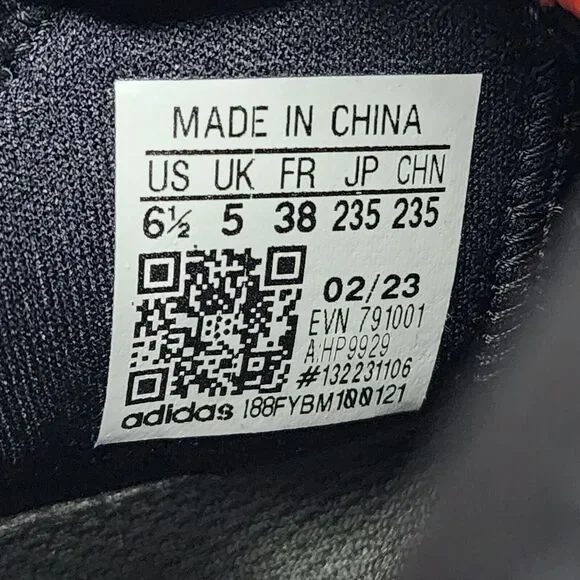 MADE IN CHINA
US UK FR JP CHN
6½ 5 38 235 235
02/23
EVN 791001
A:HP9929
#132231106
adidas I88FYBM100121